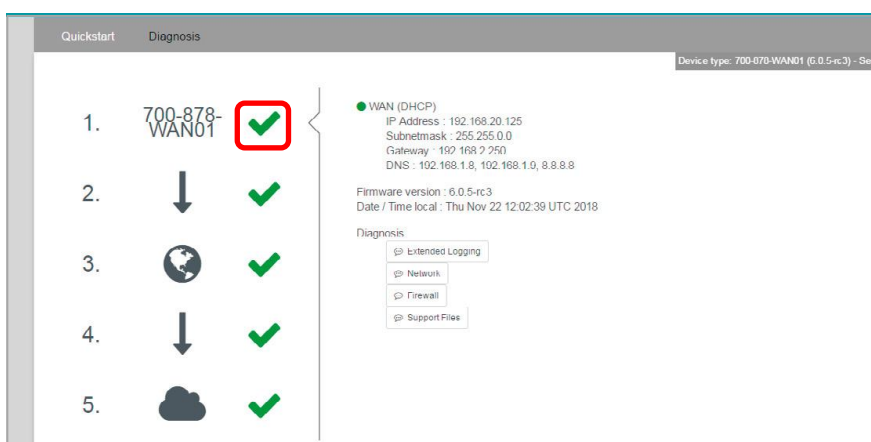 Quickstart Diagnosis
Device type: 700-878-WAN01 (6.0.5-rc3) - Se
1. 700-878-
WAN01
WAN (DHCP)
IP Address : 192.168.20.125
Subnetmask : 255.255.0.0
Gateway : 192.168.2.250
DNS : 192.168.1.8, 192.168.1.9, 8.8.8.8
2.
Firmware version : 6.0.5-rc3
Date / Time local : Thu Nov 22 12:02:39 UTC 2018
Diagnosis
Extended Logging
3.
Network
Firewall
Support Files
4.
5.